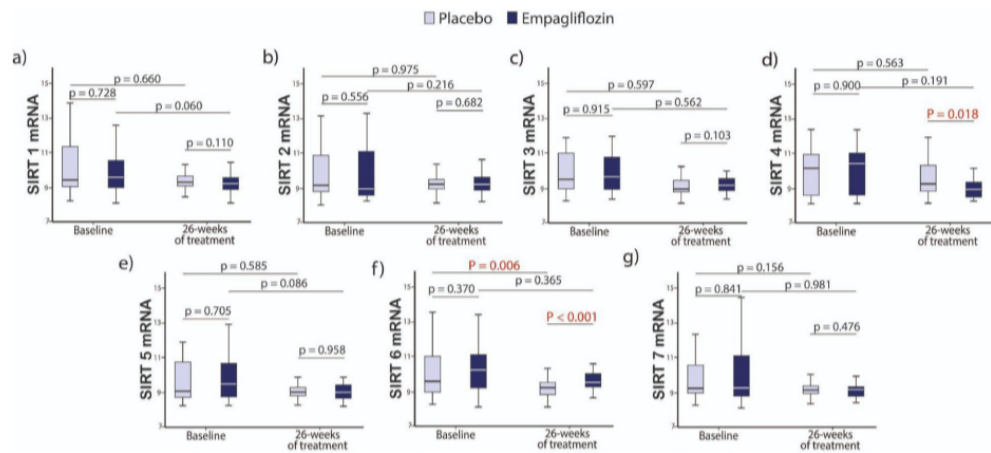 Placebo Empagliflozin
a)
SIRT 1 mRNA
15
13
11
9
7
p = 0.660
p = 0.728
p = 0.060
p = 0.110
Baseline
26-weeks
of treatment
b)
SIRT 2 mRNA
15
13
11
9
7
p = 0.975
p = 0.216
p = 0.556
p = 0.682
Baseline
26-weeks
of treatment
c)
SIRT 3 mRNA
15
13
11
9
7
p = 0.597
p = 0.915
p = 0.562
p = 0.103
Baseline
26-weeks
of treatment
d)
SIRT 4 mRNA
15
13
11
9
7
p = 0.563
p = 0.900
p = 0.191
P = 0.018
Baseline
26-weeks
of treatment
e)
SIRT 5 mRNA
15
13
11
9
7
p = 0.585
p = 0.086
p = 0.705
p = 0.958
Baseline
26-weeks
of treatment
f)
SIRT 6 mRNA
15
13
11
9
7
P = 0.006
p = 0.365
p = 0.370
P < 0.001
Baseline
26-weeks
of treatment
g)
SIRT 7 mRNA
15
13
11
9
7
p = 0.156
p = 0.841
p = 0.981
p = 0.476
Baseline
26-weeks
of treatment